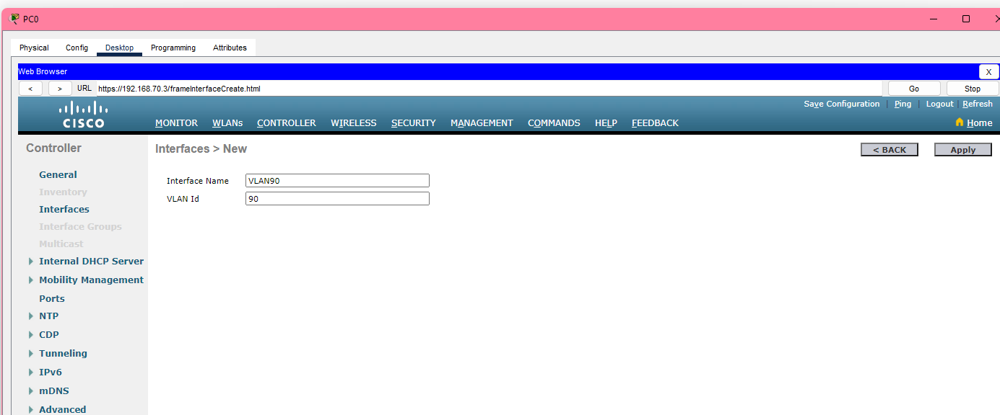 PC0
Physical Config Desktop Programming Attributes
Web Browser X
< > URL https://192.168.70.3/frameInterfaceCreate.html Go Stop
Save Configuration | Ping | Logout | Refresh
CISCO MONITOR WLANs CONTROLLER WIRELESS SECURITY MANAGEMENT COMMANDS HELP FEEDBACK Home
Controller
General
Inventory
Interfaces
Interface Groups
Multicast
Internal DHCP Server
Mobility Management
Ports
NTP
CDP
Tunneling
IPv6
mDNS
Advanced
Interfaces > New < BACK Apply
Interface Name VLAN90
VLAN Id 90